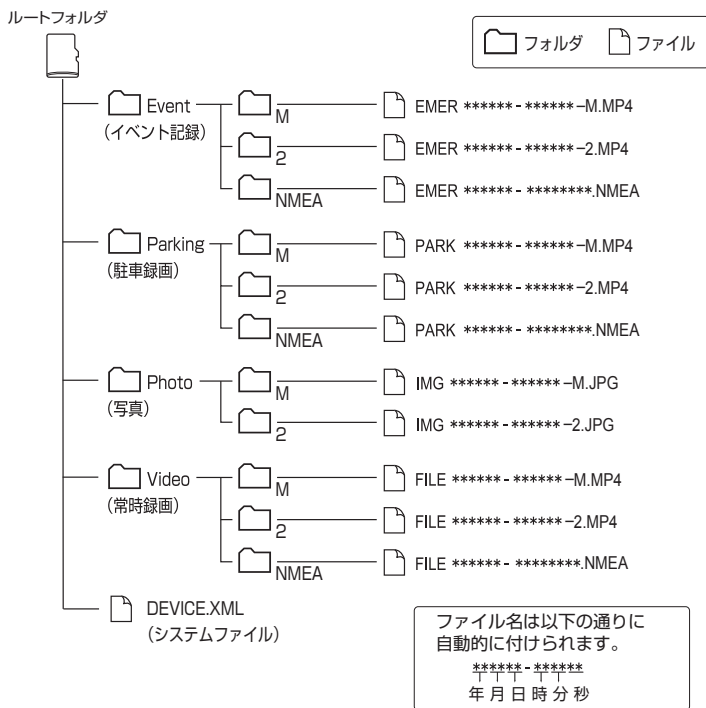 ルートフォルダ
フォルダ ファイル
Event M EMER ******-******-M.MP4
(イベント記録)
2 EMER ******-******-2.MP4
NMEA EMER ******-********.NMEA
Parking M PARK ******-******-M.MP4
(駐車録画)
2 PARK ******-******-2.MP4
NMEA PARK ******-********.NMEA
Photo M IMG ******-******-M.JPG
(写真)
2 IMG ******-******-2.JPG
Video M FILE ******-******-M.MP4
(常時録画)
2 FILE ******-******-2.MP4
NMEA FILE ******-********.NMEA
DEVICE.XML
(システムファイル)
ファイル名は以下の通りに
自動的に付けられます。
******-******
年月日時分秒